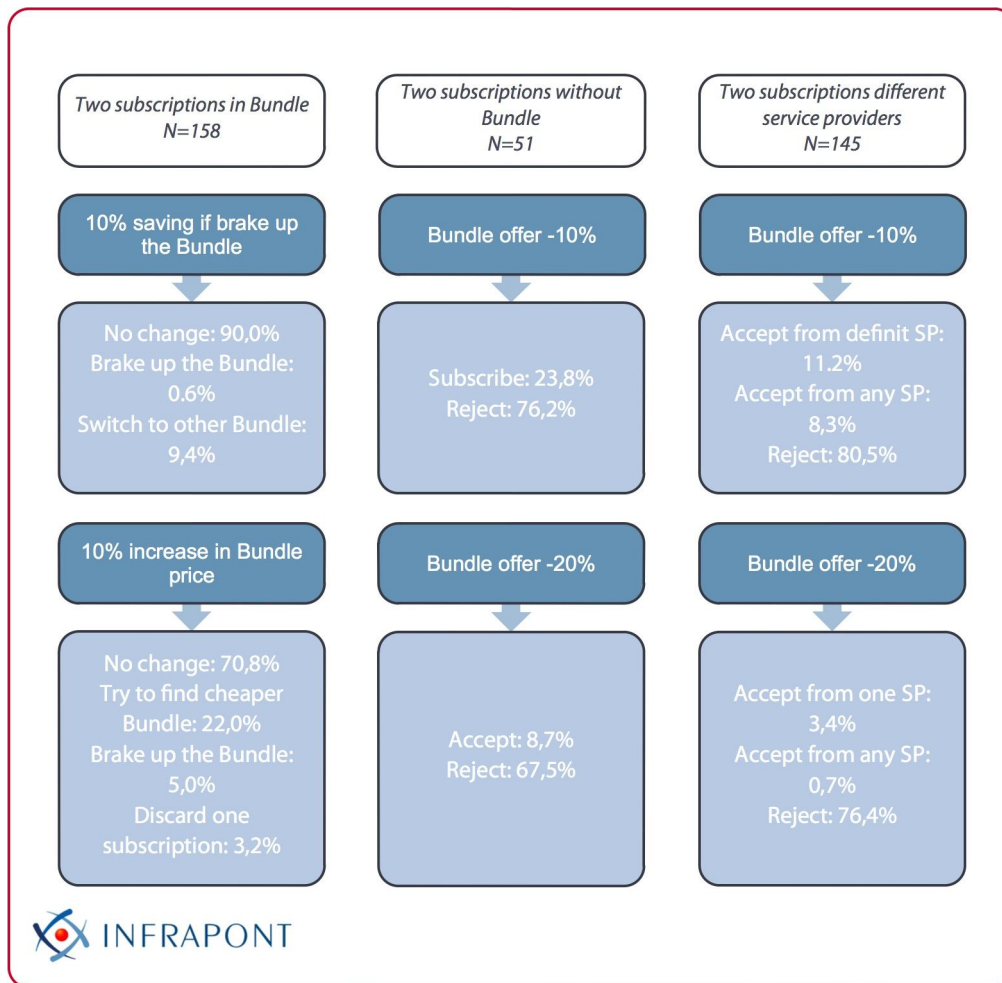 Two subscriptions in Bundle
N=158
Two subscriptions without
Bundle
N=51
Two subscriptions different
service providers
N=145
10% saving if brake up
the Bundle
Bundle offer -10%
Bundle offer -10%
No change: 90,0%
Brake up the Bundle:
0.6%
Switch to other Bundle:
9,4%
Subscribe: 23,8%
Reject: 76,2%
Accept from definit SP:
11.2%
Accept from any SP:
8,3%
Reject: 80,5%
10% increase in Bundle
price
Bundle offer -20%
Bundle offer -20%
No change: 70,8%
Try to find cheaper
Bundle: 22,0%
Brake up the Bundle:
5,0%
Discard one
subscription: 3,2%
Accept: 8,7%
Reject: 67,5%
Accept from one SP:
3,4%
Accept from any SP:
0,7%
Reject: 76,4%
INFRAPONT